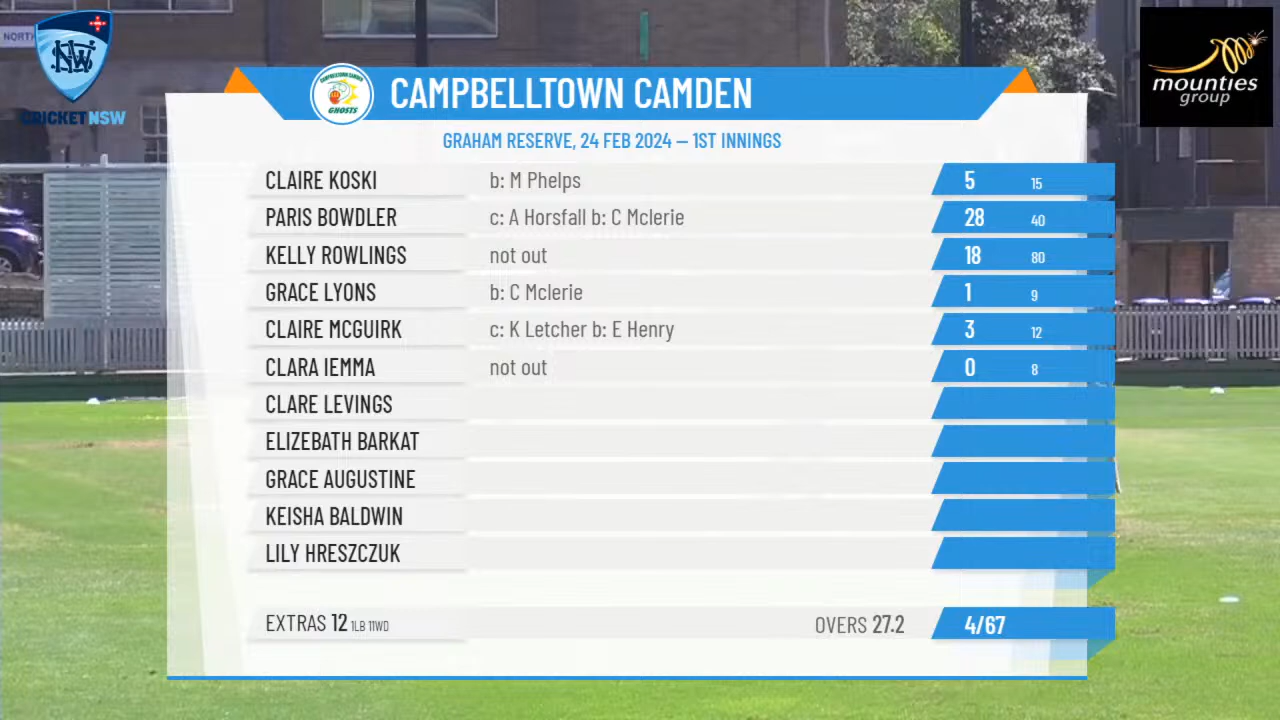 NORTH
CRICKET NSW
mounties
group
CAMPBELLTOWN CAMDEN
GHOSTS
GRAHAM RESERVE, 24 FEB 2024 – 1ST INNINGS
CLAIRE KOSKI b: M Phelps 5 15
PARIS BOWDLER c: A Horsfall b: C Mclerie 28 40
KELLY ROWLINGS not out 18 80
GRACE LYONS b: C Mclerie 1 9
CLAIRE MCGUIRK c: K Letcher b: E Henry 3 12
CLARA IEMMA not out 0 8
CLARE LEVINGS
ELIZEBATH BARKAT
GRACE AUGUSTINE
KEISHA BALDWIN
LILY HRESZCZUK
EXTRAS 12 1LB 11WD OVERS 27.2 4/67